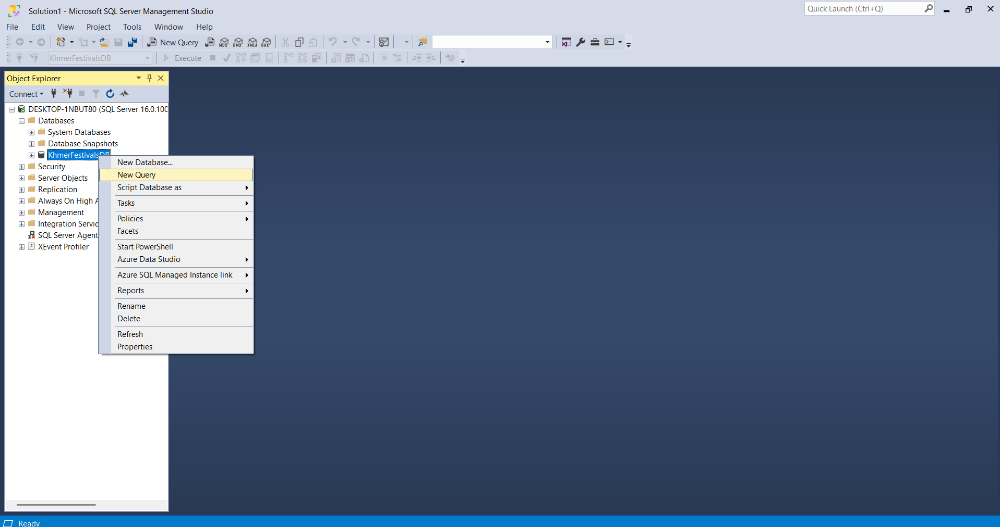 Solution1 - Microsoft SQL Server Management Studio
Quick Launch (Ctrl+Q)
File Edit View Project Tools Window Help
New Query MDX DMX XMLA DAX
KhmerFestivalsDB Execute
Object Explorer
Connect
DESKTOP-1NBUT80 (SQL Server 16.0.100
Databases
System Databases
Database Snapshots
KhmerFestivalsDB
Security
Server Objects
Replication
Always On High A
Management
Integration Servic
SQL Server Agent
XEvent Profiler
New Database...
New Query
Script Database as
Tasks
Policies
Facets
Start PowerShell
Azure Data Studio
Azure SQL Managed Instance link
Reports
Rename
Delete
Refresh
Properties
Ready